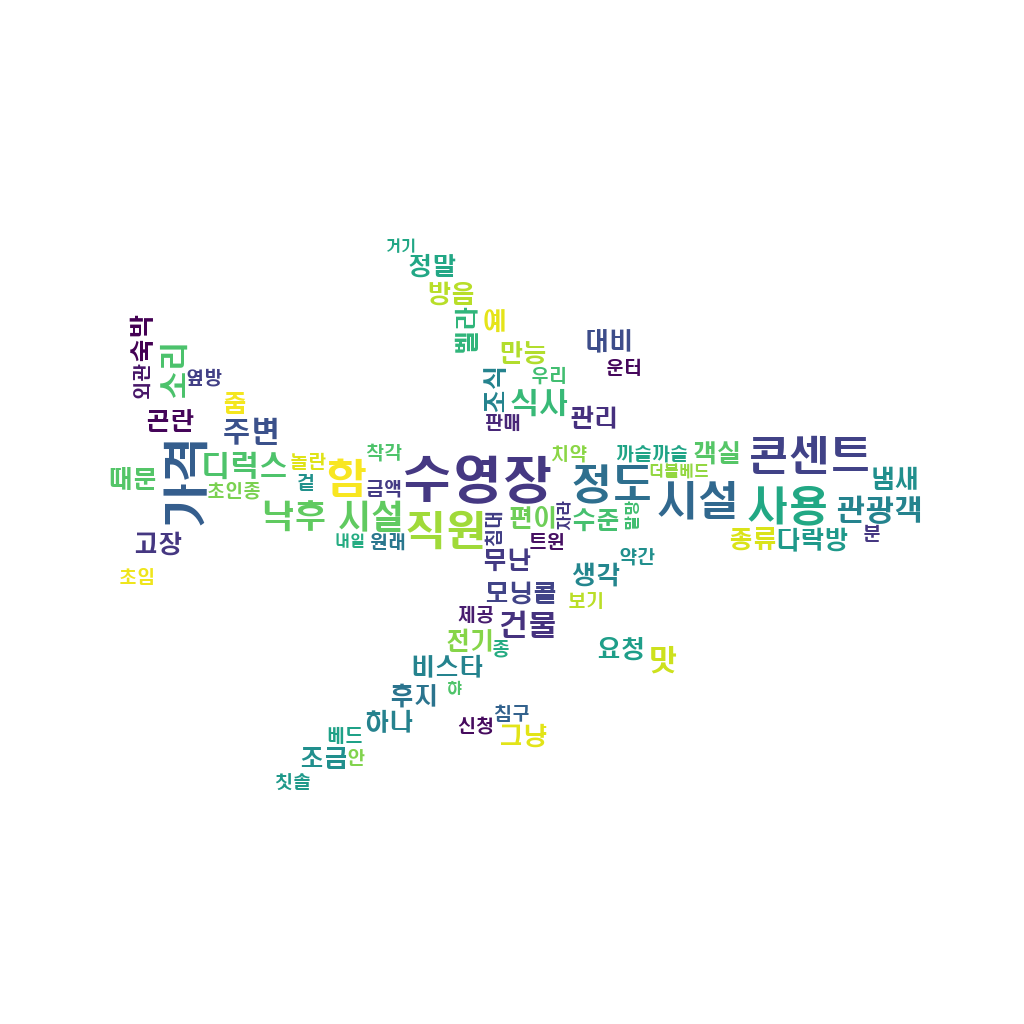 거기
정말
방음
벨라
예
만능
대비
운터
숙박
외관
소리
옆방
줌
곤란
주변
조식
우리
식사
판매
관리
가격
때문
디럭스
놀란
초인종
겉
함
착각
금액
낙후 시설
내일
원래
수영장
직원
침대
편이
자라
치약
트윈
무난
정도
수준
말망
까슬까슬
더블베드
객실
시설
콘센트
사용
냄새
관광객
종류
다락방
분
고장
초임
모닝콜
생각
약간
보기
제공
건물
전기
종
요청
맛
비스타
후지
하나
신청
침구
그냥
베드
조금
안
칫솔